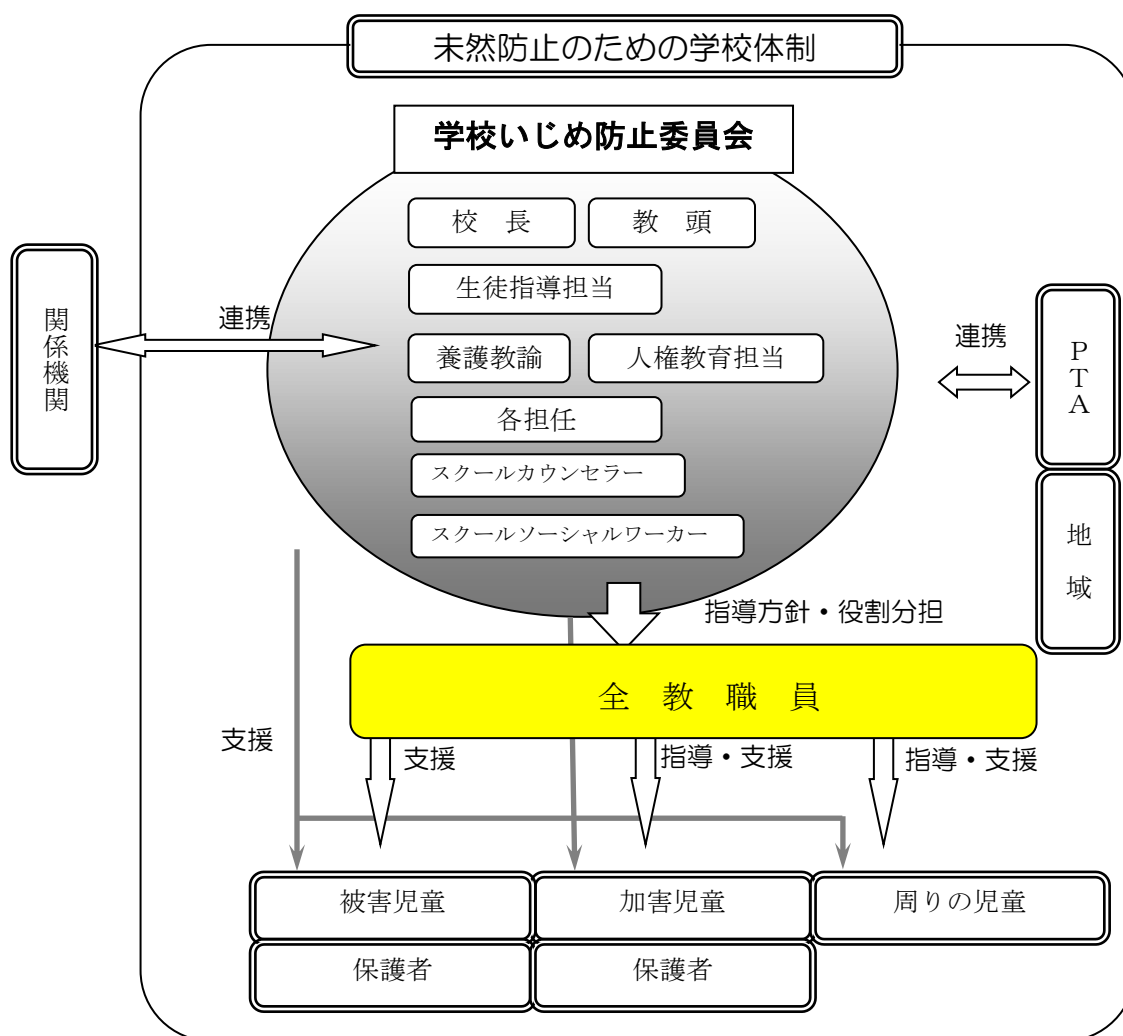 未然防止のための学校体制
学校いじめ防止委員会
校　長
教　頭
生徒指導担当
養護教諭
人権教育担当
各担任
スクールカウンセラー
スクールソーシャルワーカー
関係機関
連携
連携
PTA
地域
指導方針・役割分担
全　教　職　員
支援
支援
指導・支援
指導・支援
被害児童
加害児童
周りの児童
保護者
保護者